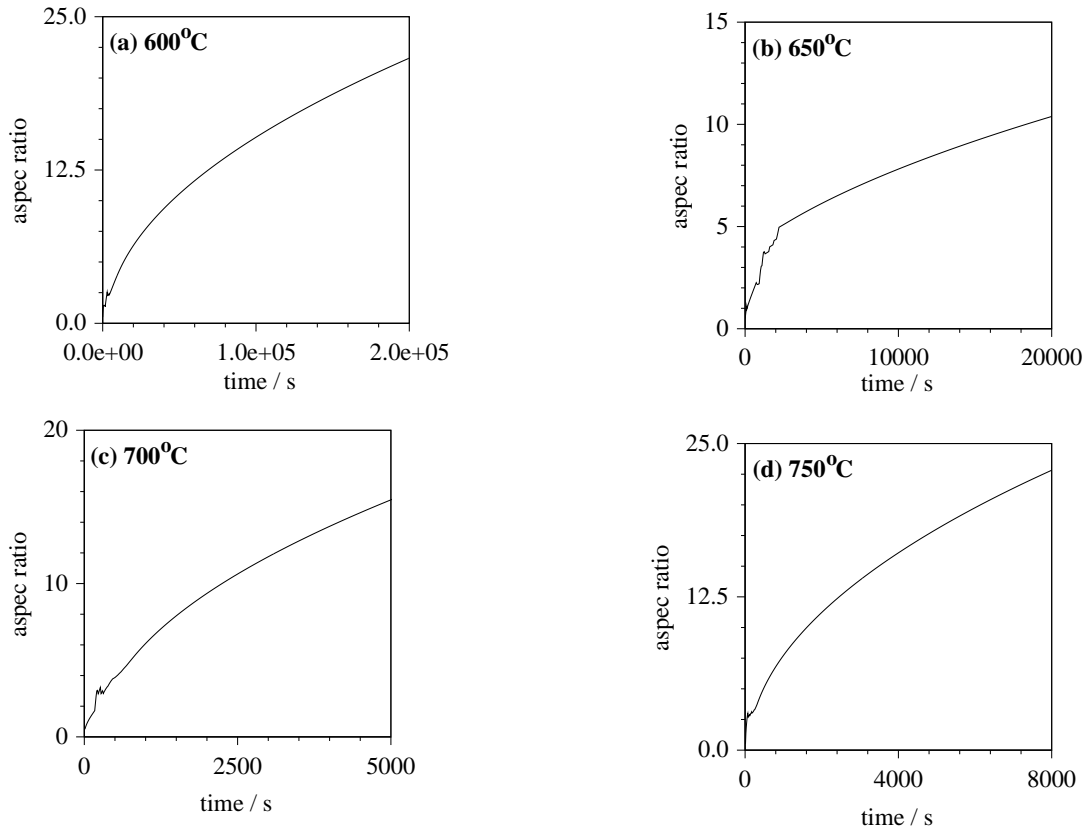 (a) 600°C
25.0
12.5
0.0
aspec ratio
0.0e+00 1.0e+05 2.0e+05
time / s
(b) 650°C
15
10
5
0
aspec ratio
0 10000 20000
time / s
(c) 700°C
20
10
0
aspec ratio
0 2500 5000
time / s
(d) 750°C
25.0
12.5
0.0
aspec ratio
0 4000 8000
time / s